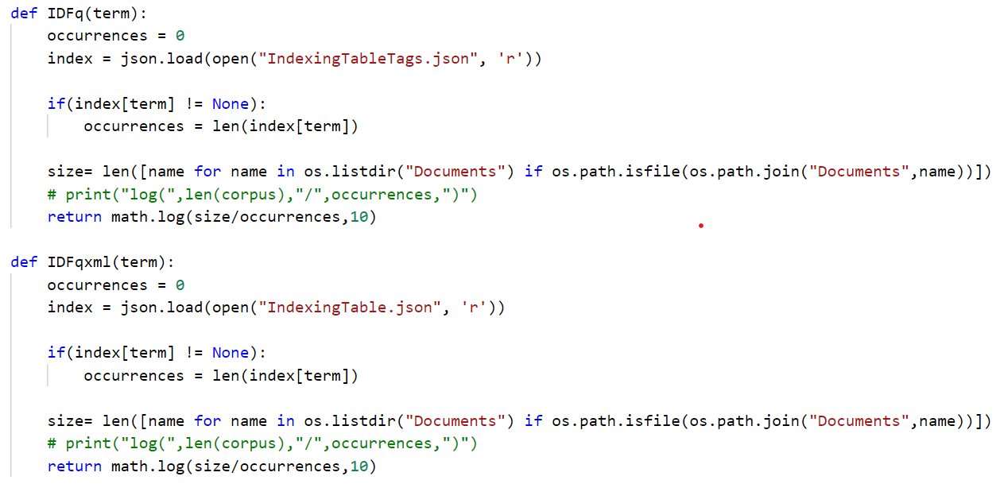 def IDFq(term):
    occurrences = 0
    index = json.load(open("IndexingTableTags.json", 'r'))
    if(index[term] != None):
        occurrences = len(index[term])
    size= len([name for name in os.listdir("Documents") if os.path.isfile(os.path.join("Documents",name))])
    # print("log(",len(corpus),"/",occurrences,")")
    return math.log(size/occurrences,10)
def IDFqxml(term):
    occurrences = 0
    index = json.load(open("IndexingTable.json", 'r'))
    if(index[term] != None):
        occurrences = len(index[term])
    size= len([name for name in os.listdir("Documents") if os.path.isfile(os.path.join("Documents",name))])
    # print("log(",len(corpus),"/",occurrences,")")
    return math.log(size/occurrences,10)